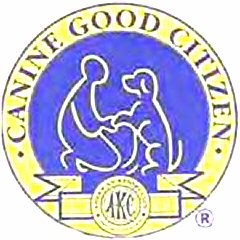 · CANINE GOOD CITIZEN ·
AKC
®